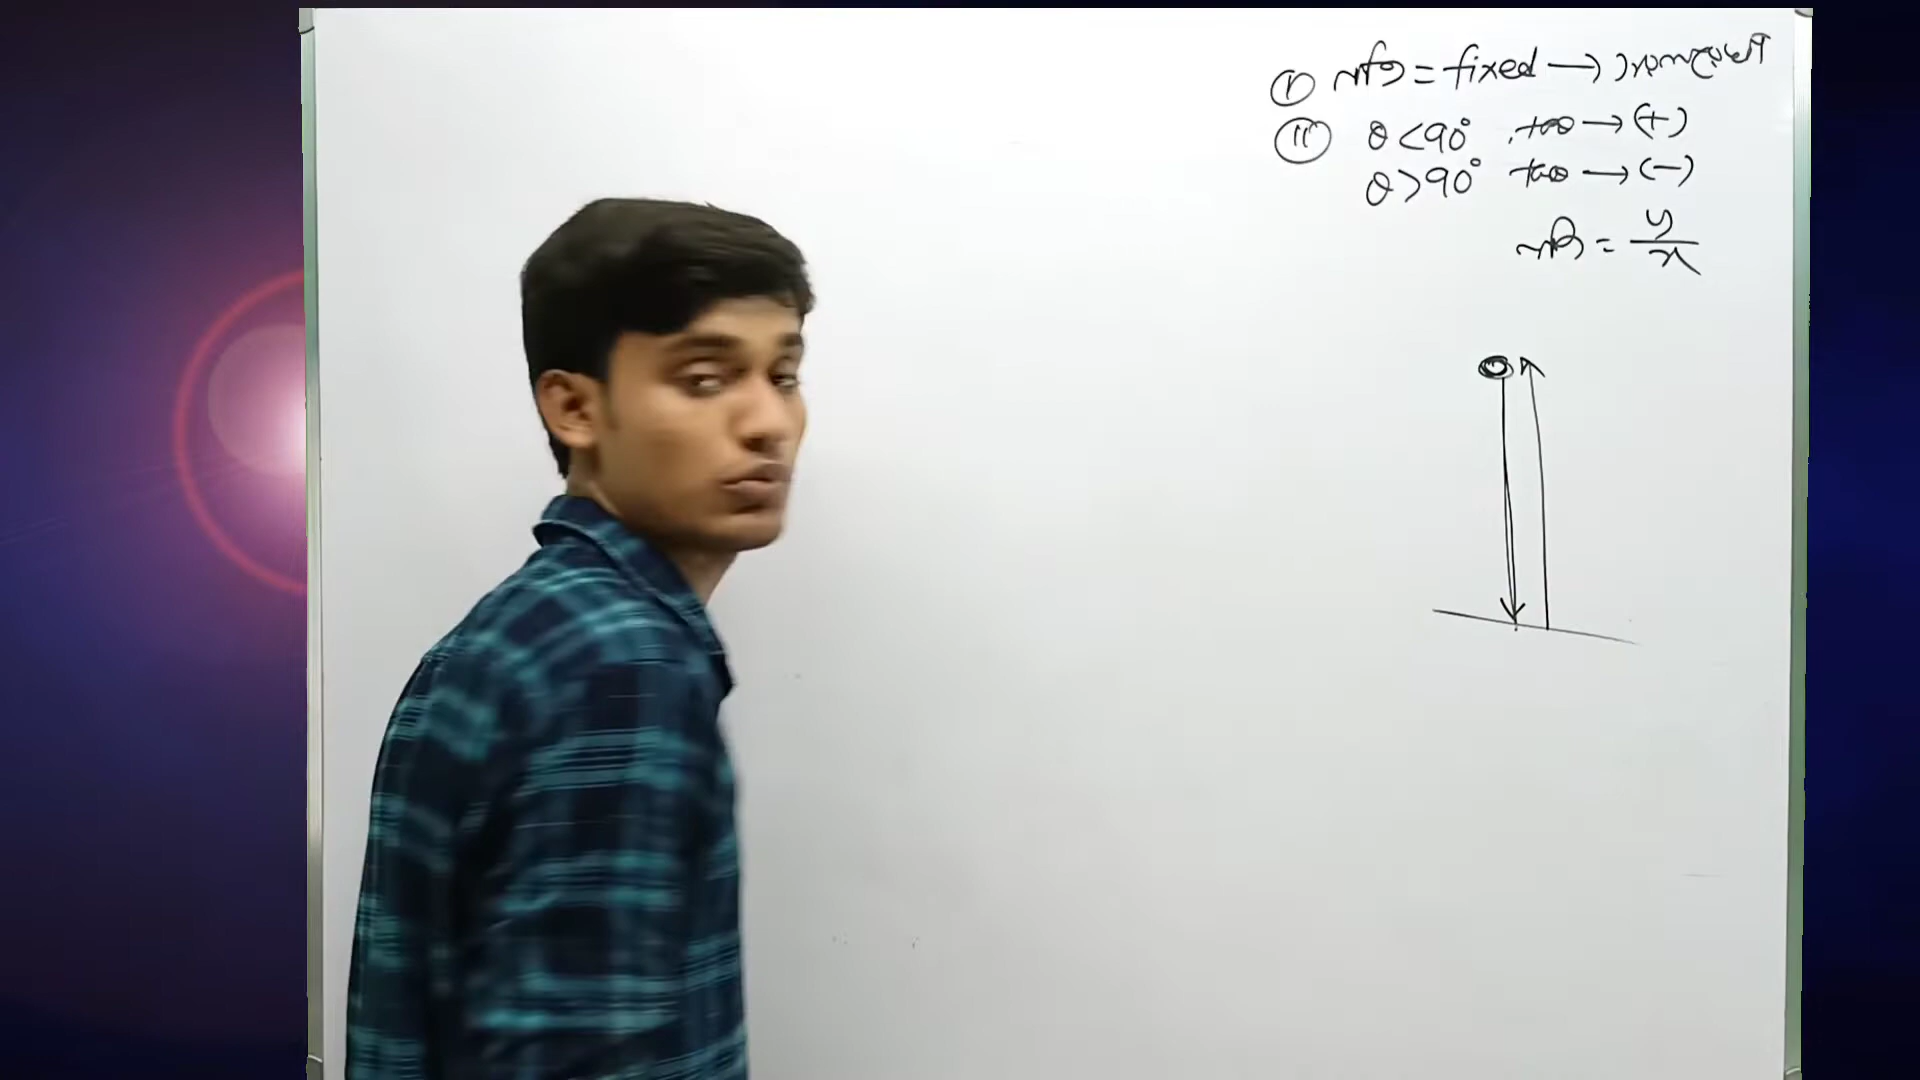 (i) ঢাল = fixed →
(ii) θ < 90° , tanθ → (+)
θ > 90° tanθ → (−)
ঢাল = y/x